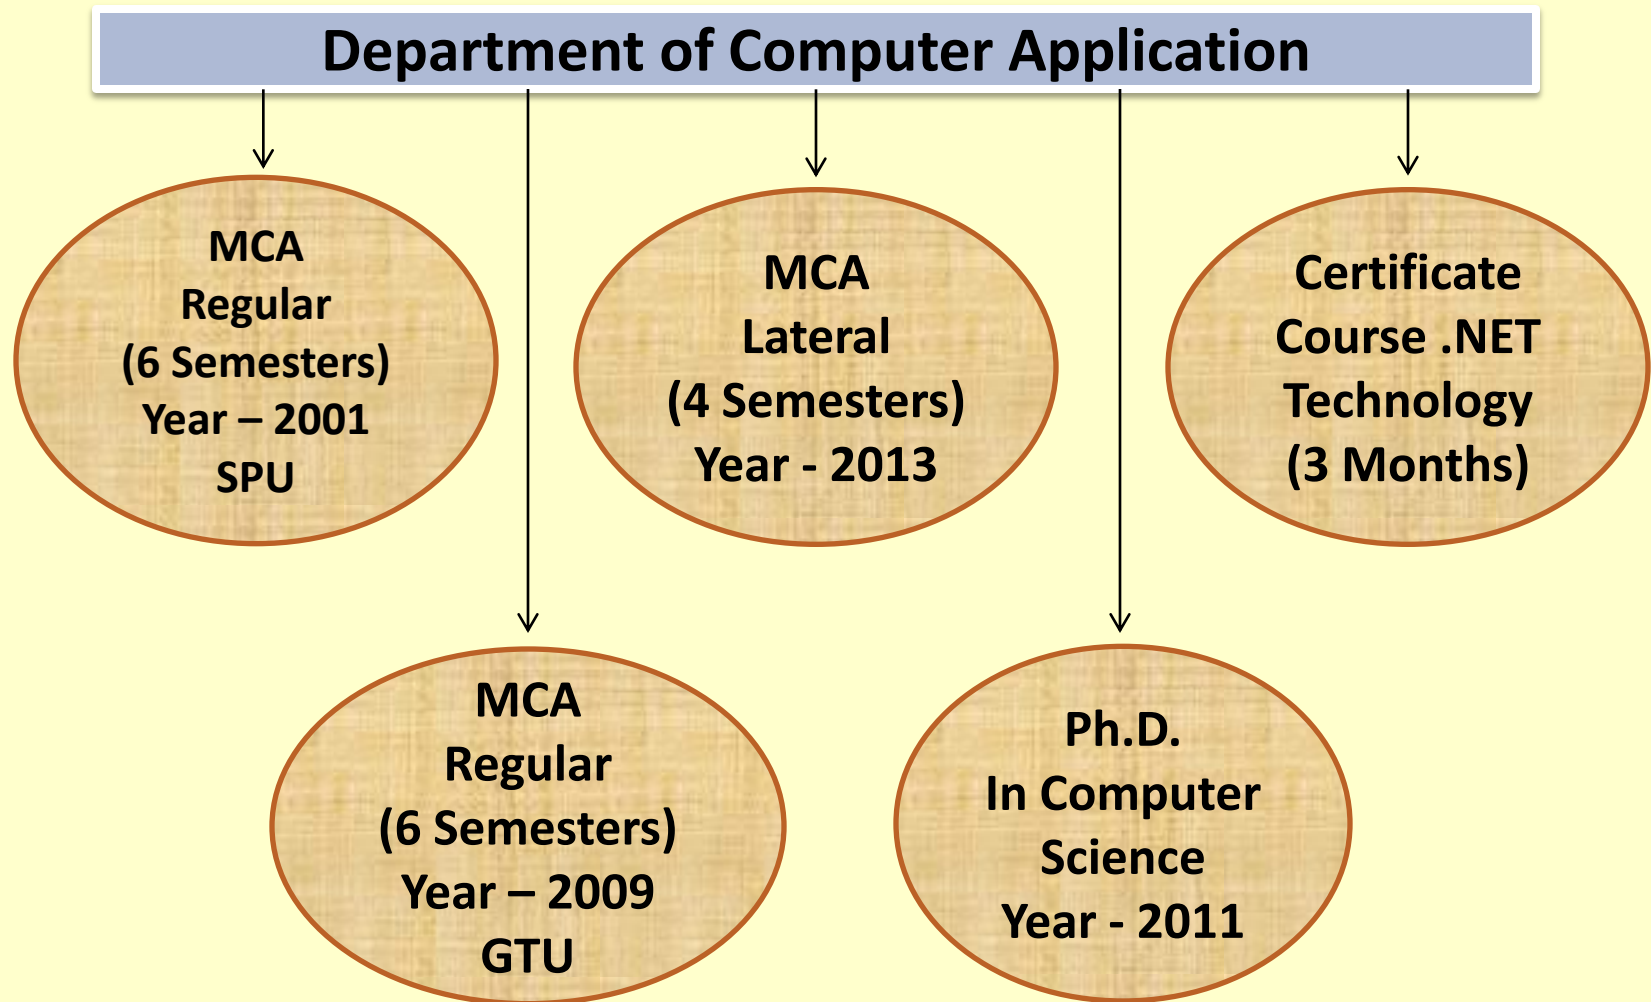 Department of Computer Application
MCA
Regular
(6 Semesters)
Year – 2001
SPU
MCA
Lateral
(4 Semesters)
Year - 2013
Certificate
Course .NET
Technology
(3 Months)
MCA
Regular
(6 Semesters)
Year – 2009
GTU
Ph.D.
In Computer
Science
Year - 2011